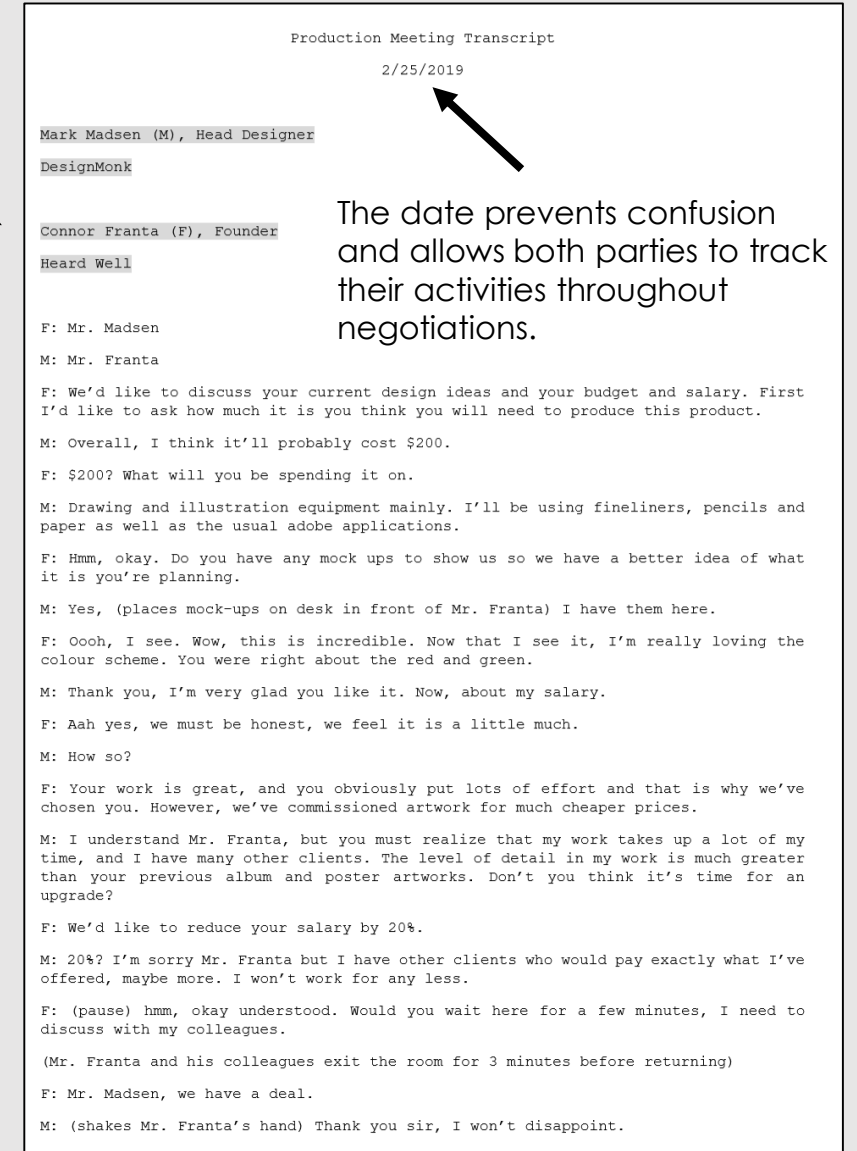 Production Meeting Transcript
2/25/2019
Mark Madsen (M), Head Designer
DesignMonk
Connor Franta (F), Founder
Heard Well
The date prevents confusion
and allows both parties to track
their activities throughout
negotiations.
F: Mr. Madsen
M: Mr. Franta
F: We'd like to discuss your current design ideas and your budget and salary. First
I'd like to ask how much it is you think you will need to produce this product.
M: Overall, I think it'll probably cost $200.
F: $200? What will you be spending it on.
M: Drawing and illustration equipment mainly. I'll be using fineliners, pencils and
paper as well as the usual adobe applications.
F: Hmm, okay. Do you have any mock ups to show us so we have a better idea of what
it is you're planning.
M: Yes, (places mock-ups on desk in front of Mr. Franta) I have them here.
F: Oooh, I see. Wow, this is incredible. Now that I see it, I'm really loving the
colour scheme. You were right about the red and green.
M: Thank you, I'm very glad you like it. Now, about my salary.
F: Aah yes, we must be honest, we feel it is a little much.
M: How so?
F: Your work is great, and you obviously put lots of effort and that is why we've
chosen you. However, we've commissioned artwork for much cheaper prices.
M: I understand Mr. Franta, but you must realize that my work takes up a lot of my
time, and I have many other clients. The level of detail in my work is much greater
than your previous album and poster artworks. Don't you think it's time for an
upgrade?
F: We'd like to reduce your salary by 20%.
M: 20%? I'm sorry Mr. Franta but I have other clients who would pay exactly what I've
offered, maybe more. I won't work for any less.
F: (pause) hmm, okay understood. Would you wait here for a few minutes, I need to
discuss with my colleagues.
(Mr. Franta and his colleagues exit the room for 3 minutes before returning)
F: Mr. Madsen, we have a deal.
M: (shakes Mr. Franta's hand) Thank you sir, I won't disappoint.